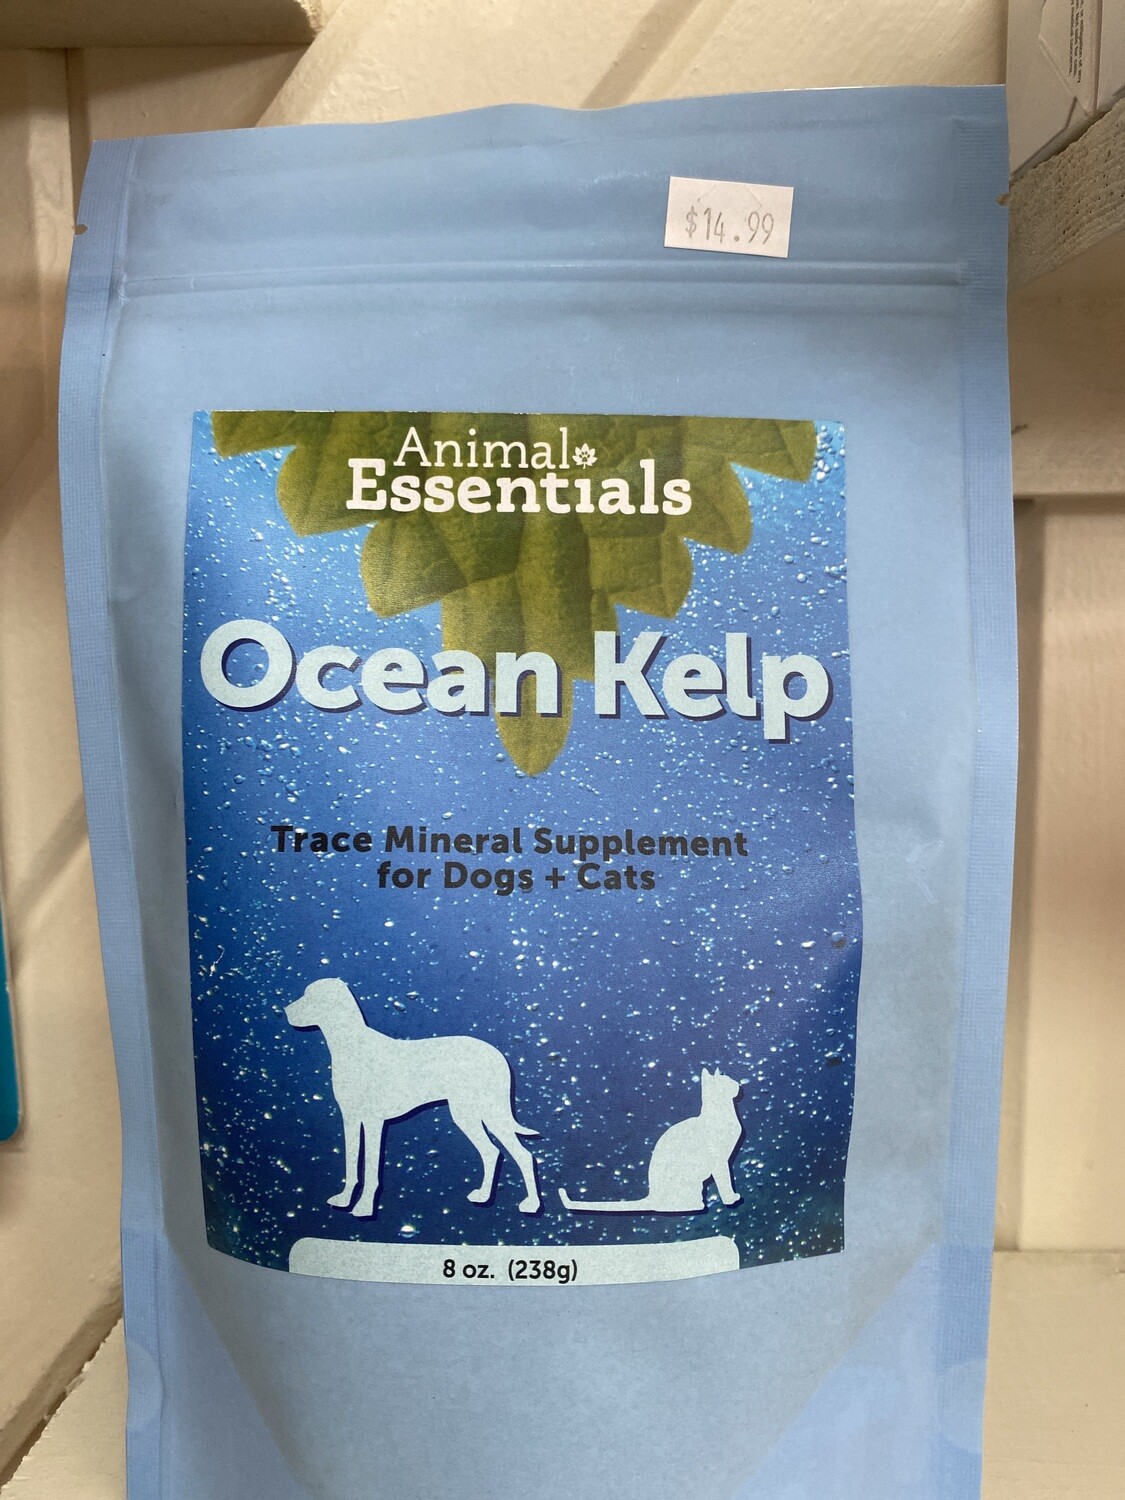 $14.99
Animal
Essentials
Ocean Kelp
Trace Mineral Supplement
for Dogs + Cats
8 oz. (238g)